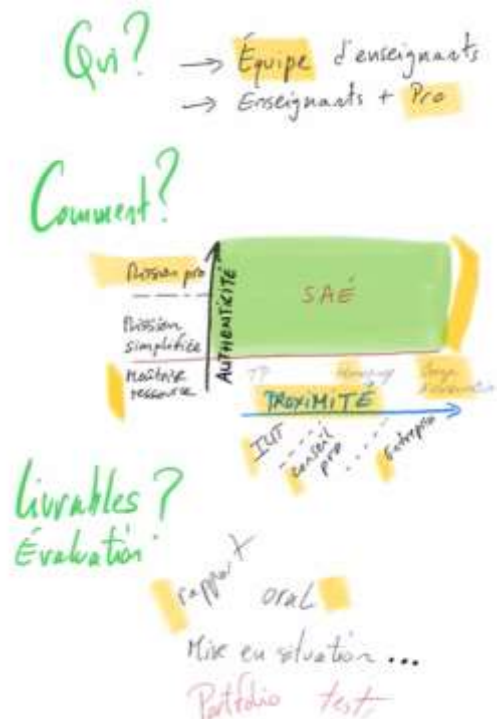 Qui?
→ Équipe d'enseignants
→ Enseignants + Pro
Comment?
Mission pro
SAÉ
AUTHENTICITÉ
Mission
simplifiée
Maîtrise
ressource
TP
PROXIMITÉ
IUT
conseil
pro
Entreprise
Livrables?
Évaluation
rapport
oral
Mise en situation...
Portfolio test